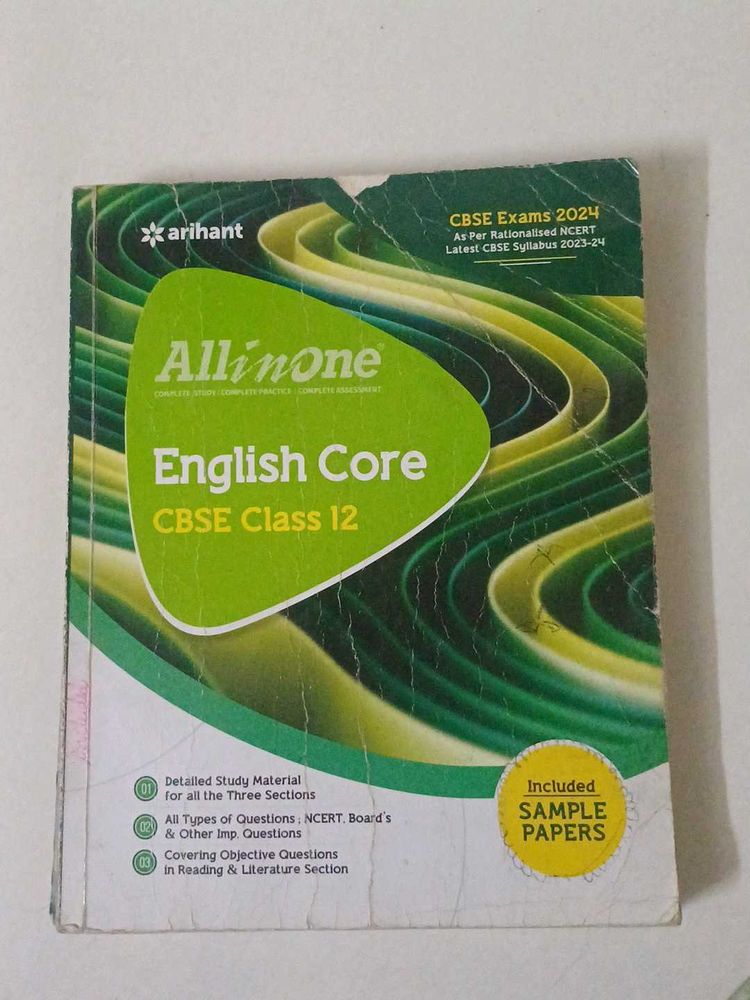 arihant
CBSE Exams 2024
As Per Rationalised NCERT
Latest CBSE Syllabus 2023-24
All in one
COMPLETE STUDY | COMPLETE PRACTICE | COMPLETE ASSESSMENT
English Core
CBSE Class 12
01 Detailed Study Material
for all the Three Sections
02 All Types of Questions ; NCERT, Board's
& Other Imp. Questions
03 Covering Objective Questions
in Reading & Literature Section
Included
SAMPLE
PAPERS